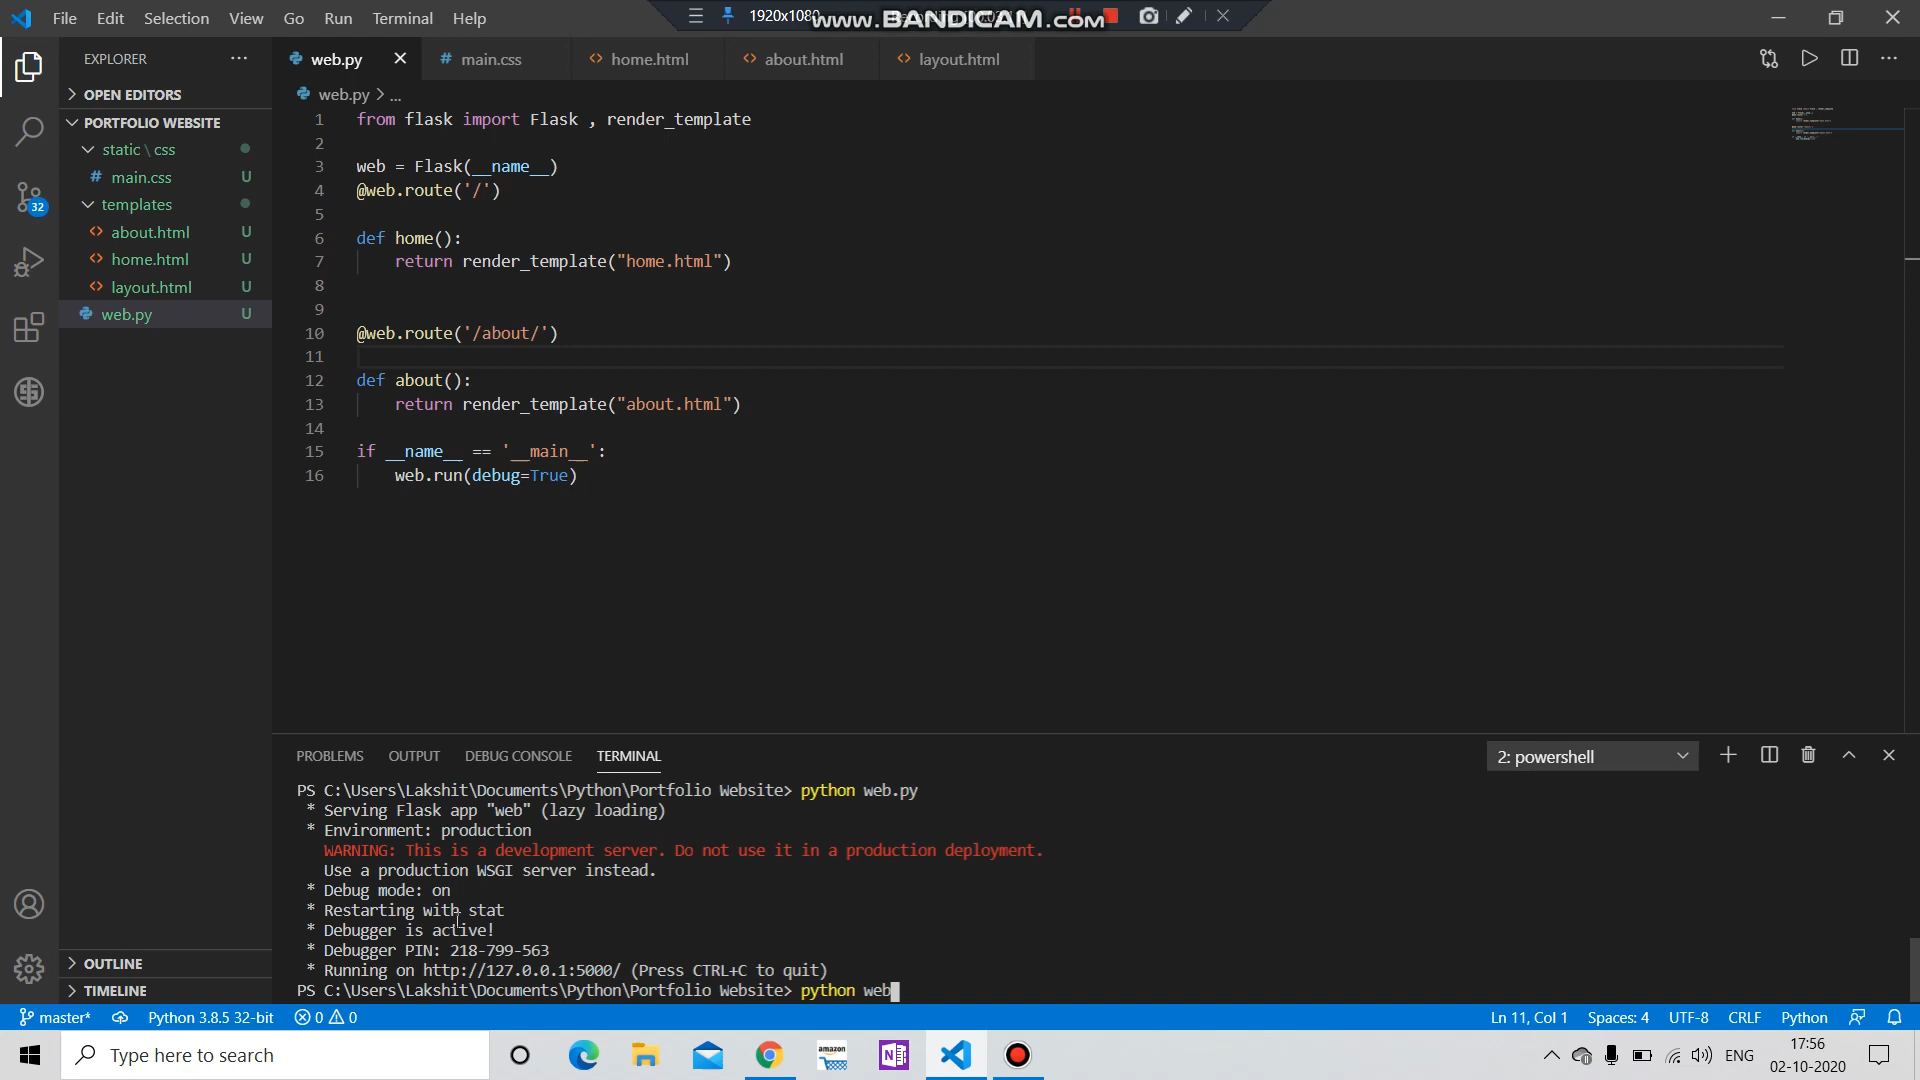 File Edit Selection View Go Run Terminal Help
1920x1080
www.BANDICAM.com
EXPLORER
web.py
main.css
home.html
about.html
layout.html
OPEN EDITORS
web.py > ...
PORTFOLIO WEBSITE
static \ css
main.css U
templates
about.html U
home.html U
layout.html U
web.py U
32
1 from flask import Flask , render_template
2
3 web = Flask(__name__)
4 @web.route('/')
5
6 def home():
7 return render_template("home.html")
8
9
10 @web.route('/about/')
11
12 def about():
13 return render_template("about.html")
14
15 if __name__ == '__main__':
16 web.run(debug=True)
PROBLEMS OUTPUT DEBUG CONSOLE TERMINAL
2: powershell
PS C:\Users\Lakshit\Documents\Python\Portfolio Website> python web.py
* Serving Flask app "web" (lazy loading)
* Environment: production
WARNING: This is a development server. Do not use it in a production deployment.
Use a production WSGI server instead.
* Debug mode: on
* Restarting with stat
* Debugger is active!
* Debugger PIN: 218-799-563
* Running on http://127.0.0.1:5000/ (Press CTRL+C to quit)
PS C:\Users\Lakshit\Documents\Python\Portfolio Website> python web
OUTLINE
TIMELINE
master* Python 3.8.5 32-bit 0 0
Ln 11, Col 1 Spaces: 4 UTF-8 CRLF Python
Type here to search
amazon
N
ENG
17:56
02-10-2020